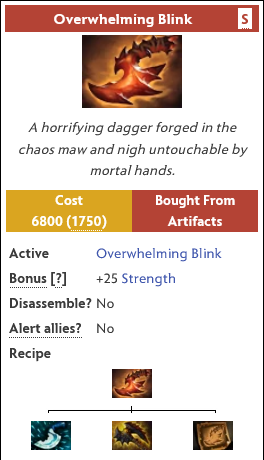 Overwhelming Blink S
A horrifying dagger forged in the
chaos maw and nigh untouchable by
mortal hands.
Cost Bought From
6800 (1750) Artifacts
Active Overwhelming Blink
Bonus [?] +25 Strength
Disassemble? No
Alert allies? No
Recipe